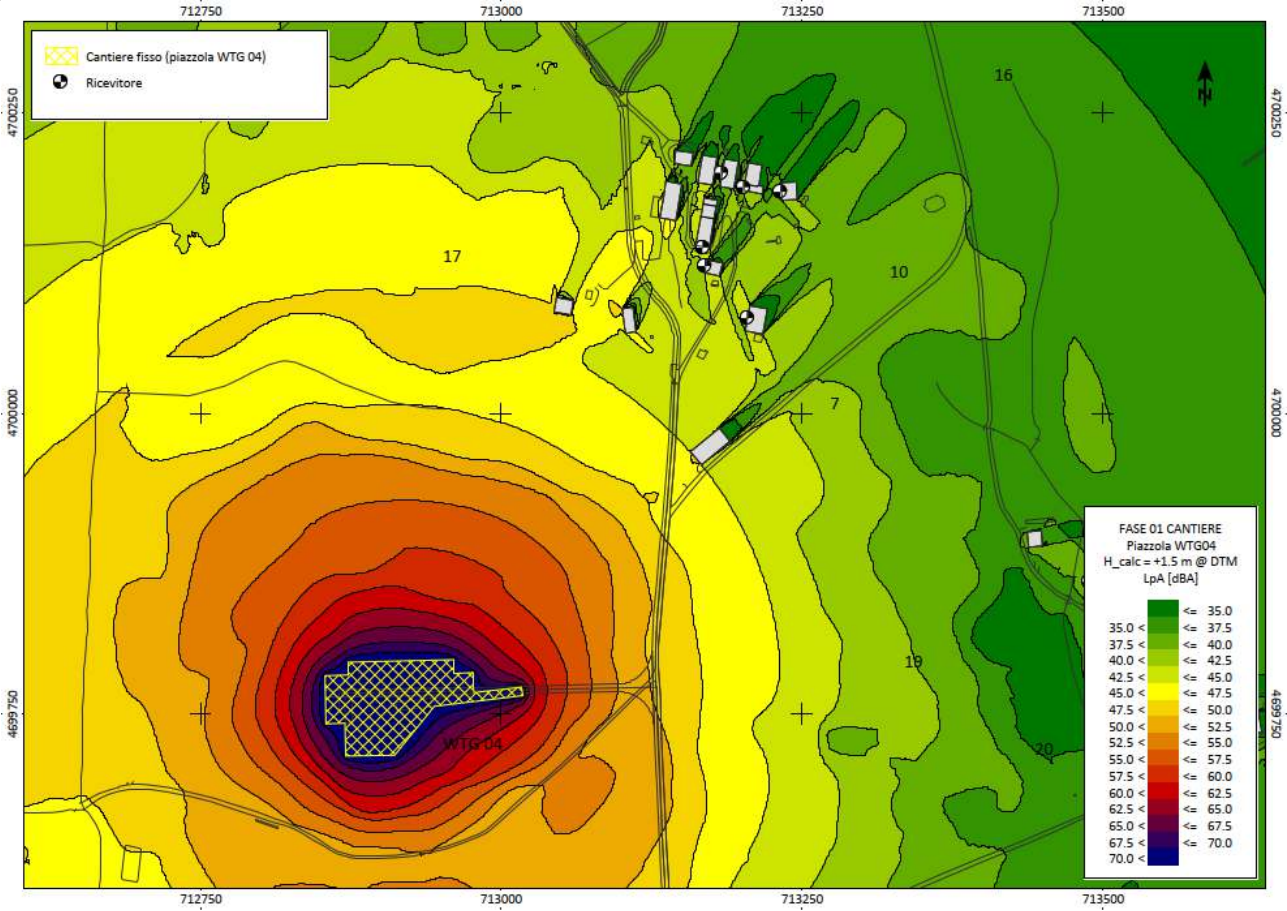 712750 713000 713250 713500
Cantiere fisso (piazzola WTG 04)
Ricevitore
16
N
4700250 4700250
17
10
4700000 4700000
7
FASE 01 CANTIERE
Piazzola WTG04
H_calc = +1.5 m @ DTM
LpA [dBA]
<= 35.0
35.0 < <= 37.5
37.5 < <= 40.0
40.0 < <= 42.5
42.5 < <= 45.0
45.0 < <= 47.5
47.5 < <= 50.0
50.0 < <= 52.5
52.5 < <= 55.0
55.0 < <= 57.5
57.5 < <= 60.0
60.0 < <= 62.5
62.5 < <= 65.0
65.0 < <= 67.5
67.5 < <= 70.0
70.0 <
19
4699750 4699750
WTG 04
20
712750 713000 713250 713500